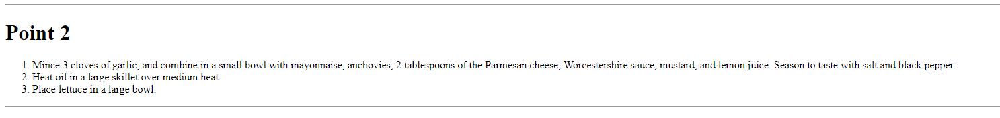 Point 2
1. Mince 3 cloves of garlic, and combine in a small bowl with mayonnaise, anchovies, 2 tablespoons of the Parmesan cheese, Worcestershire sauce, mustard, and lemon juice. Season to taste with salt and black pepper.
2. Heat oil in a large skillet over medium heat.
3. Place lettuce in a large bowl.